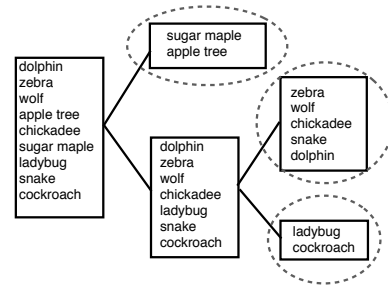 dolphin
zebra
wolf
apple tree
chickadee
sugar maple
ladybug
snake
cockroach
sugar maple
apple tree
dolphin
zebra
wolf
chickadee
ladybug
snake
cockroach
zebra
wolf
chickadee
snake
dolphin
ladybug
cockroach